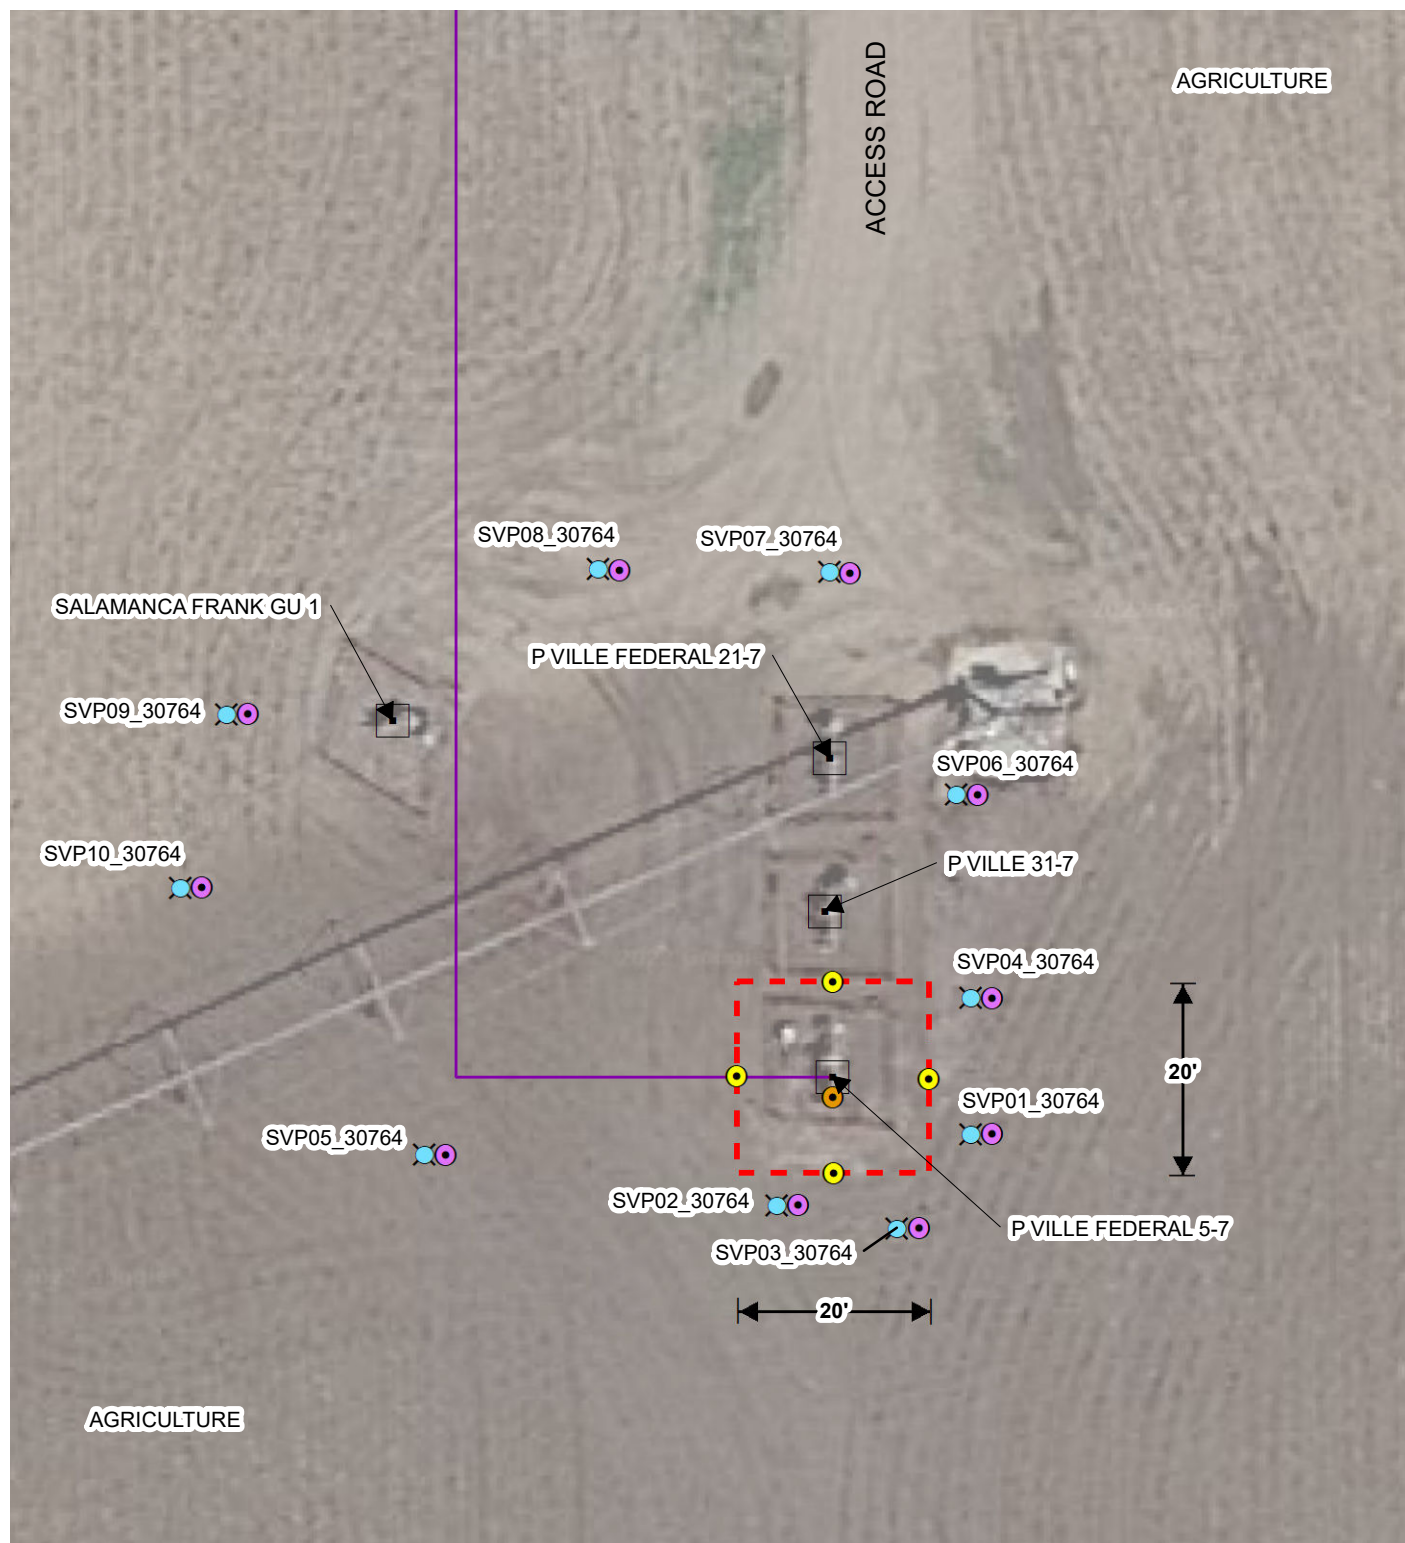 ACCESS ROAD
AGRICULTURE
SVP08_30764
SVP07_30764
SALAMANCA FRANK GU 1
P VILLE FEDERAL 21-7
SVP09_30764
SVP06_30764
SVP10_30764
P VILLE 31-7
SVP04_30764
20'
SVP01_30764
SVP05_30764
SVP02_30764
P VILLE FEDERAL 5-7
SVP03_30764
20'
AGRICULTURE